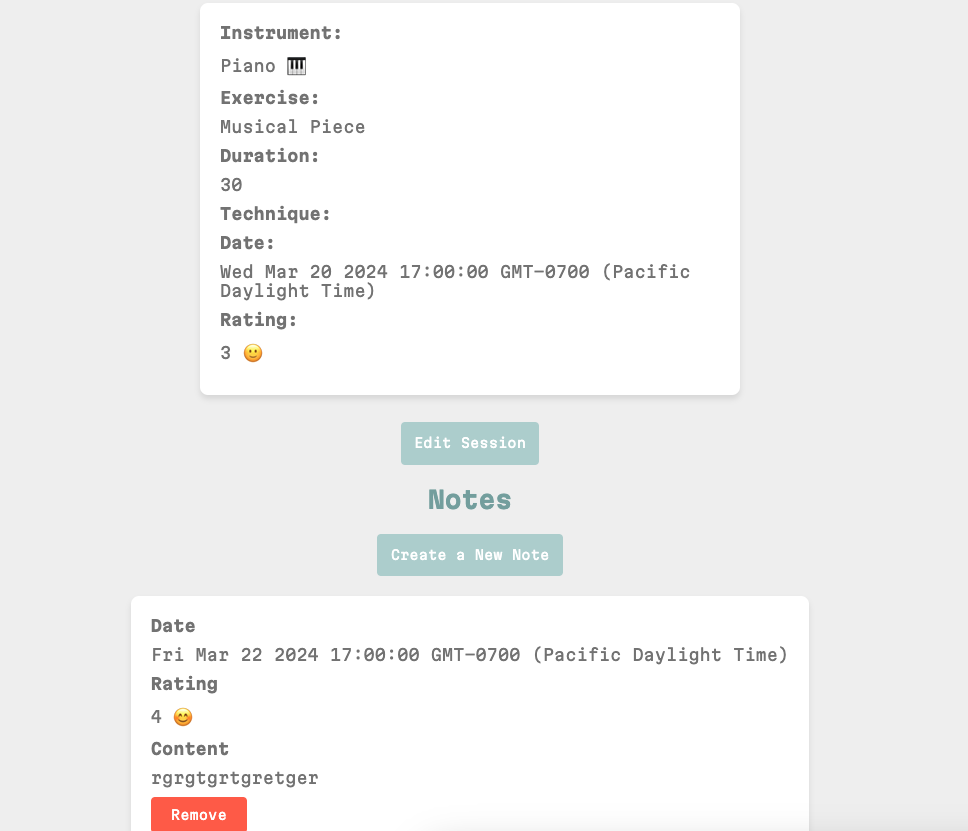 Instrument:
Piano 🎹
Exercise:
Musical Piece
Duration:
30
Technique:
Date:
Wed Mar 20 2024 17:00:00 GMT-0700 (Pacific
Daylight Time)
Rating:
3 🙂
Edit Session
Notes
Create a New Note
Date
Fri Mar 22 2024 17:00:00 GMT-0700 (Pacific Daylight Time)
Rating
4 😊
Content
rgrgtgrtgretger
Remove